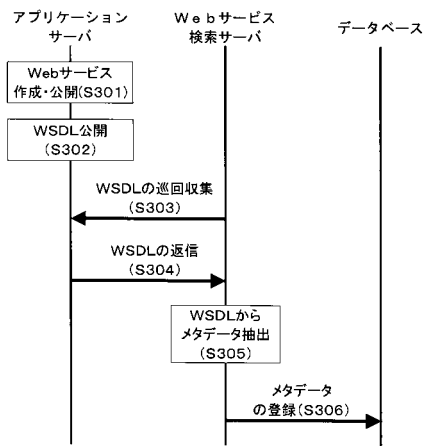 アプリケーション
サーバ
Ｗｅｂサービス
検索サーバ
データベース
Webサービス
作成・公開(S301)
WSDL公開
(S302)
WSDLの巡回収集
(S303)
WSDLの返信
(S304)
WSDLから
メタデータ抽出
(S305)
メタデータ
の登録(S306)